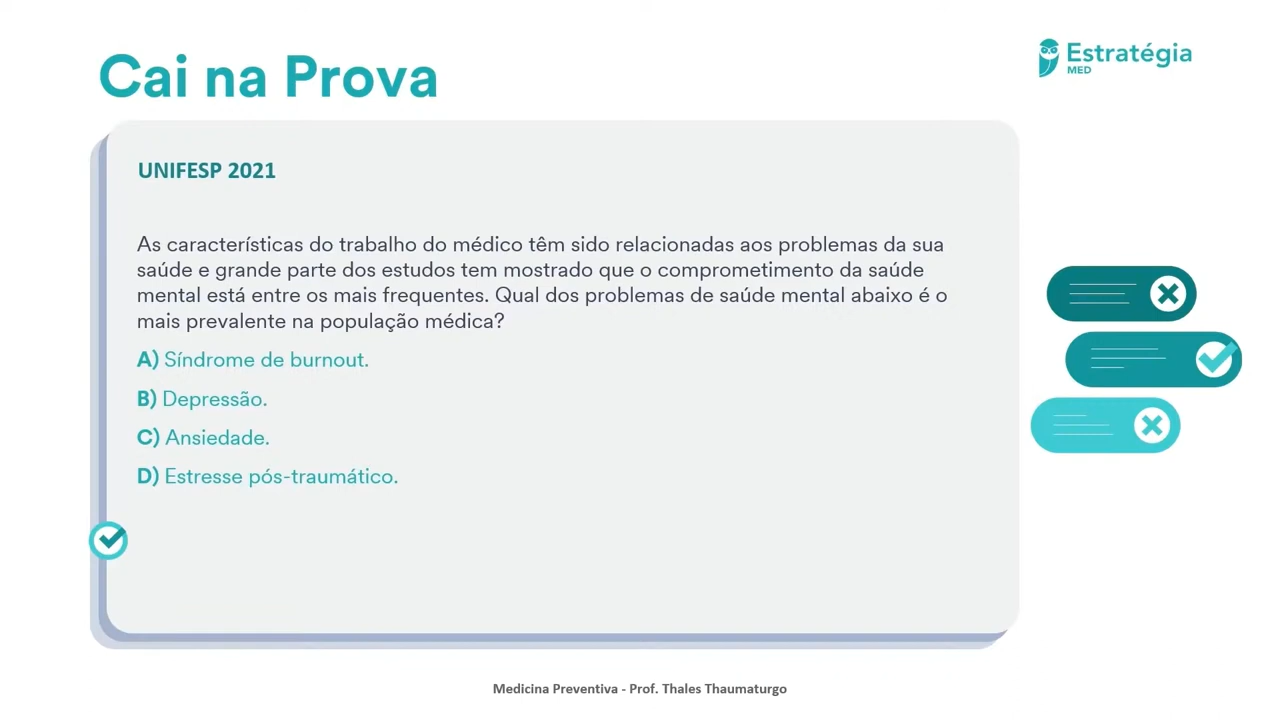 Cai na Prova
Estratégia
MED
UNIFESP 2021
As características do trabalho do médico têm sido relacionadas aos problemas da sua
saúde e grande parte dos estudos tem mostrado que o comprometimento da saúde
mental está entre os mais frequentes. Qual dos problemas de saúde mental abaixo é o
mais prevalente na população médica?
A) Síndrome de burnout.
B) Depressão.
C) Ansiedade.
D) Estresse pós-traumático.
Medicina Preventiva - Prof. Thales Thaumaturgo